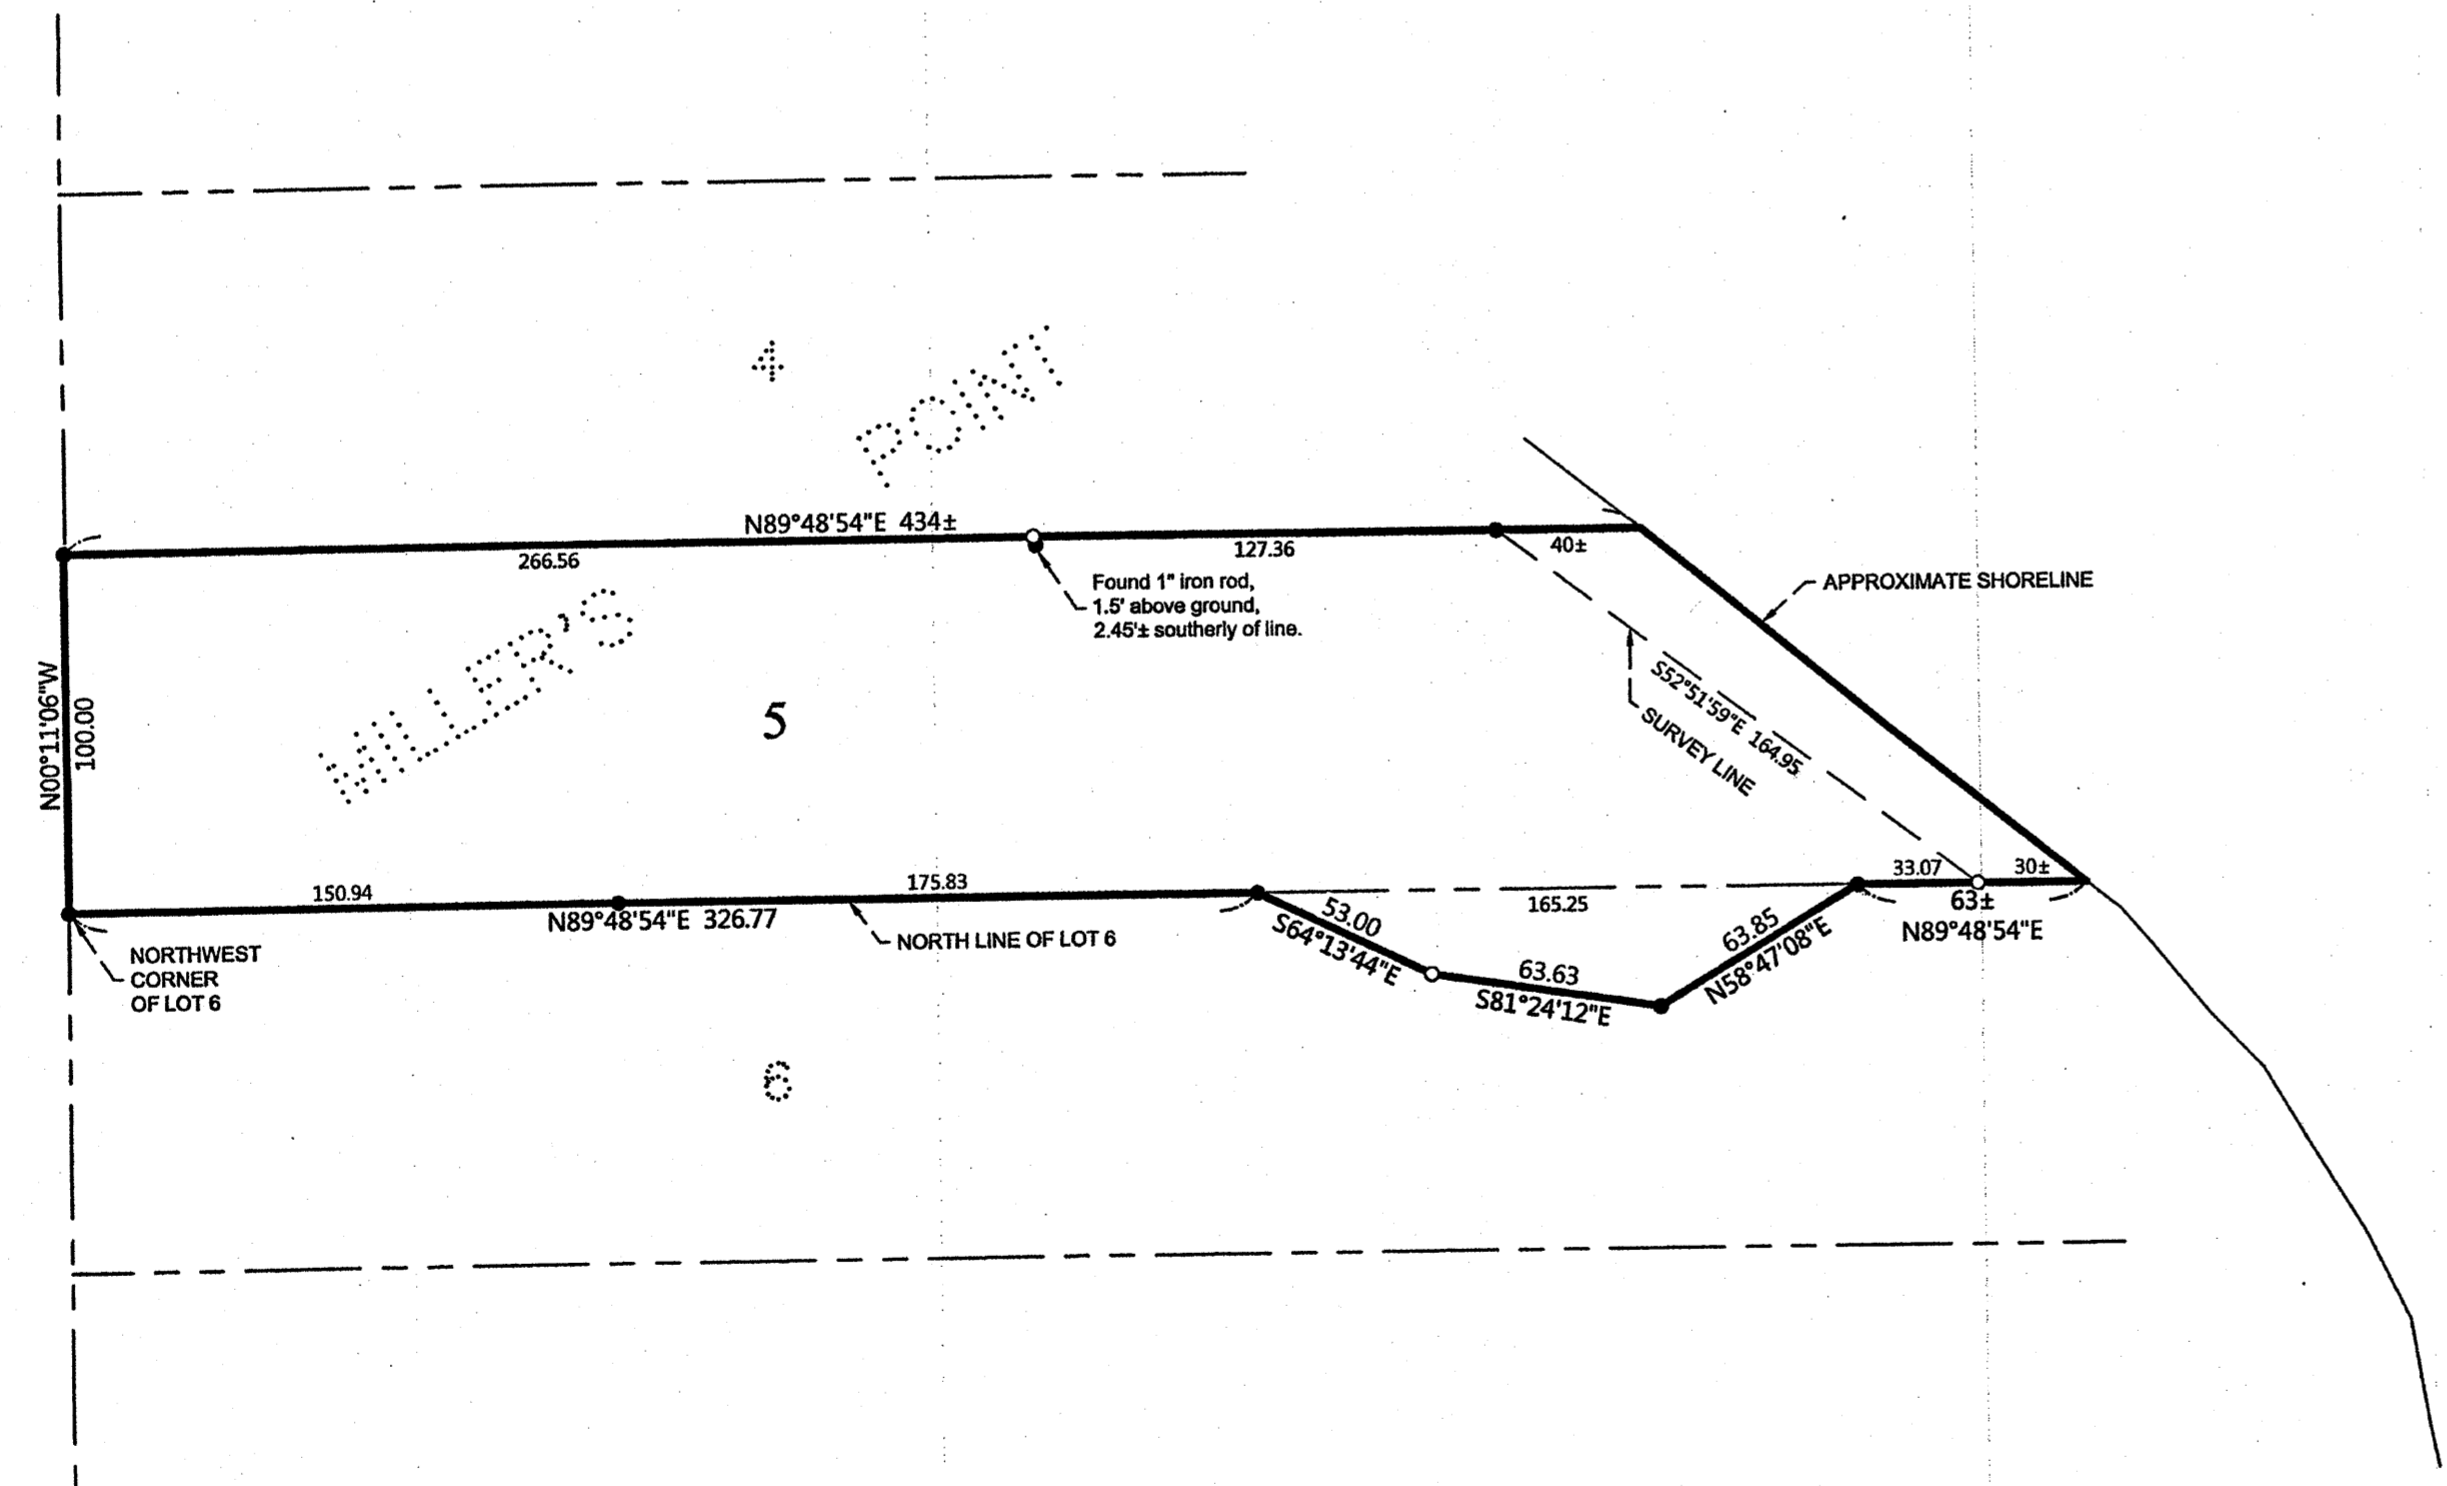 4
POINT
N89°48'54"E 434±
266.56
127.36
40±
Found 1" iron rod,
1.5' above ground,
2.45'± southerly of line.
APPROXIMATE SHORELINE
MILLER'S
N00°11'06"W
100.00
5
S52°51'59"E 164.95
SURVEY LINE
150.94
175.83
N89°48'54"E 326.77
NORTH LINE OF LOT 6
NORTHWEST
CORNER
OF LOT 6
165.25
53.00
S64°13'44"E
63.63
S81°24'12"E
63.85
N58°47'08"E
33.07
30±
63±
N89°48'54"E
6